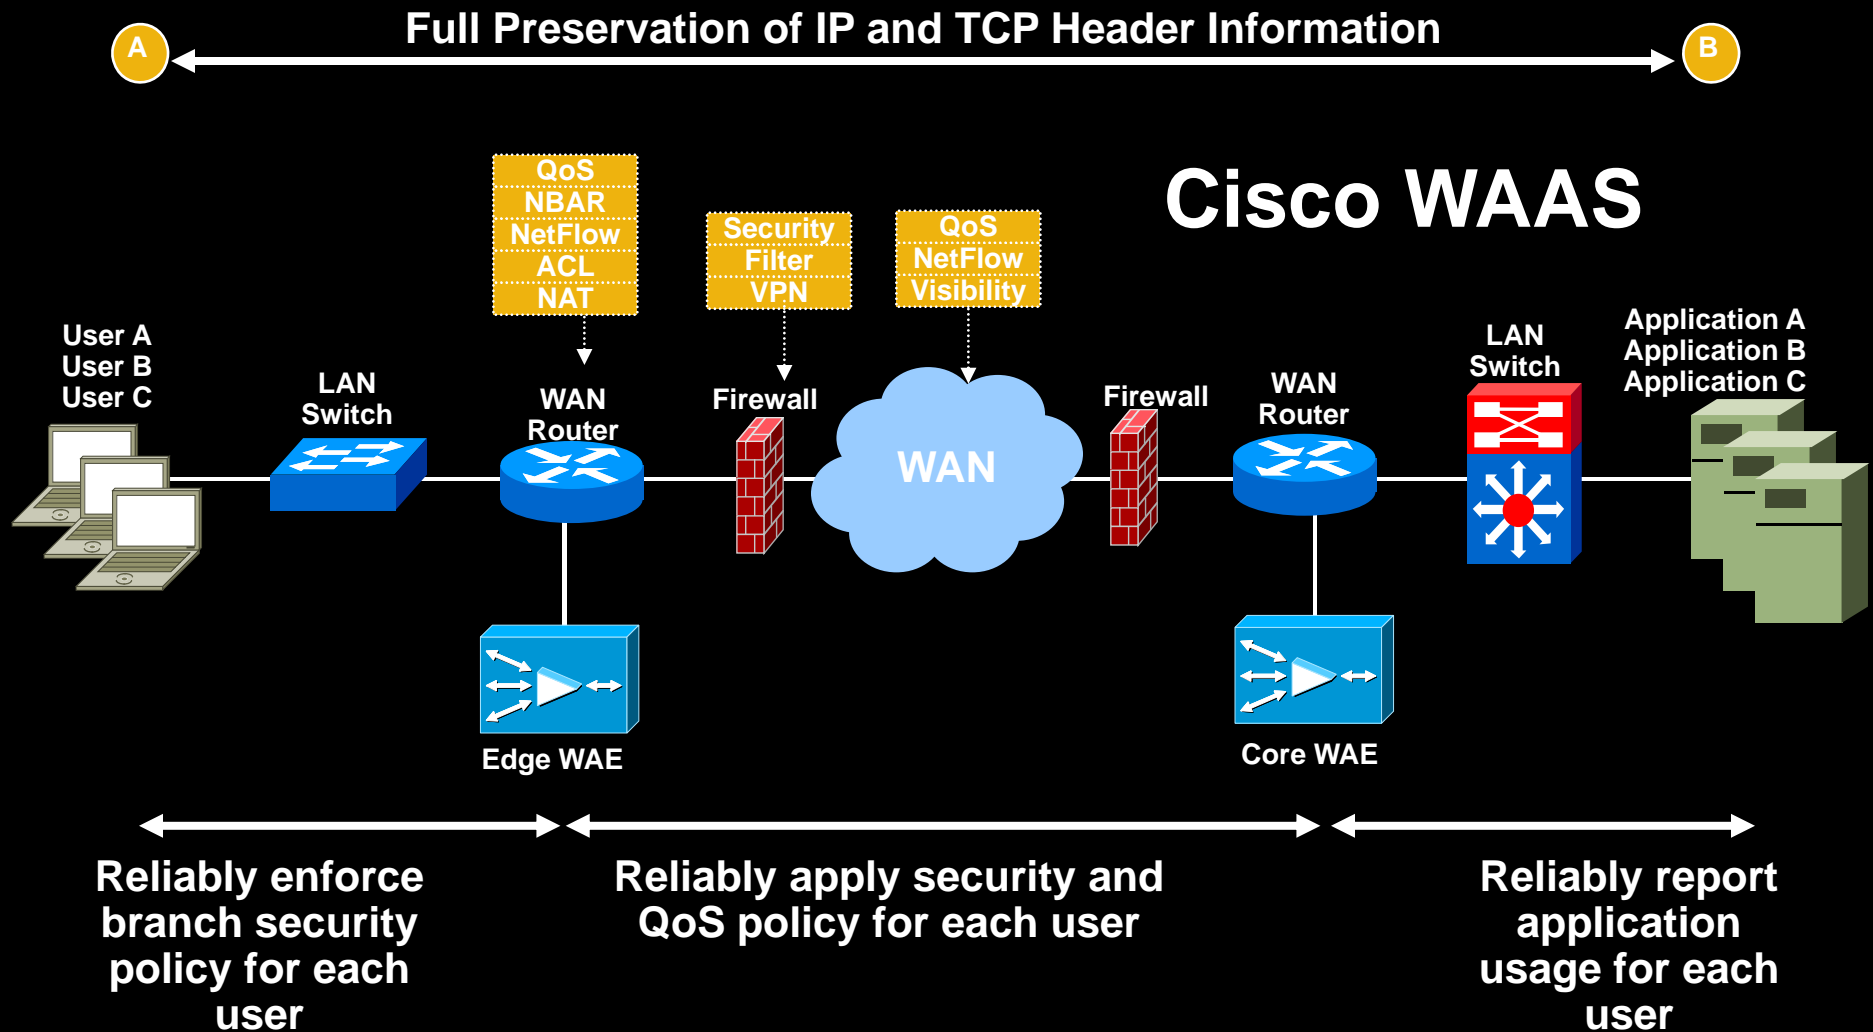 Full Preservation of IP and TCP Header Information
A
B
Cisco WAAS
QoS
NBAR
NetFlow
ACL
NAT
Security
Filter
VPN
QoS
NetFlow
Visibility
User A
User B
User C
LAN
Switch
WAN
Router
Firewall
WAN
Firewall
WAN
Router
LAN
Switch
Application A
Application B
Application C
Edge WAE
Core WAE
Reliably enforce
branch security
policy for each
user
Reliably apply security and
QoS policy for each user
Reliably report
application
usage for each
user